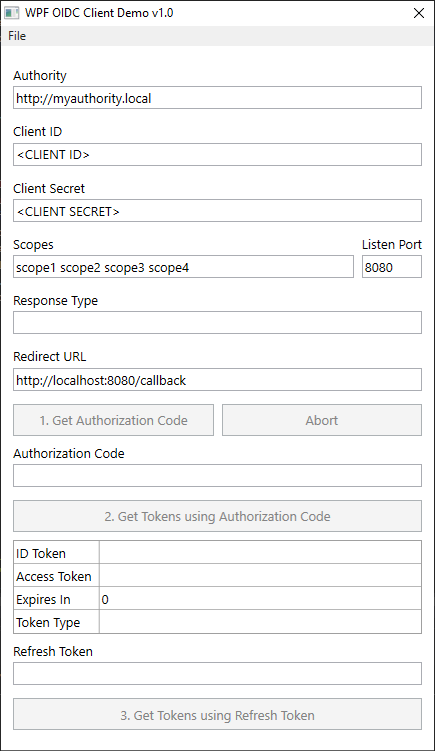 WPF OIDC Client Demo v1.0
File
Authority
http://myauthority.local
Client ID
<CLIENT ID>
Client Secret
<CLIENT SECRET>
Scopes Listen Port
scope1 scope2 scope3 scope4 8080
Response Type
Redirect URL
http://localhost:8080/callback
1. Get Authorization Code Abort
Authorization Code
2. Get Tokens using Authorization Code
ID Token
Access Token
Expires In 0
Token Type
Refresh Token
3. Get Tokens using Refresh Token